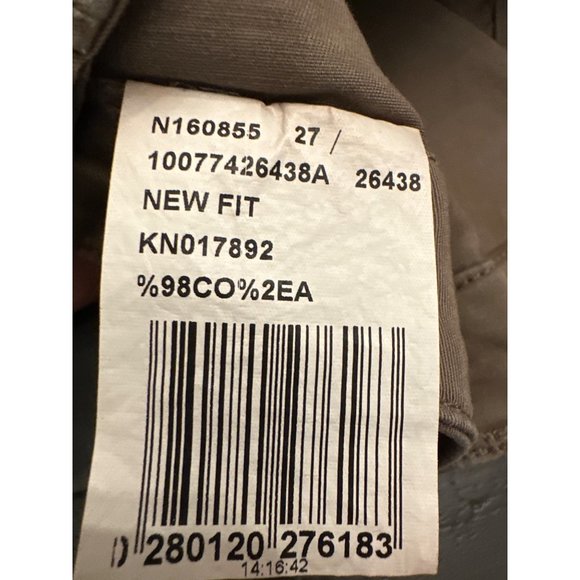 N160855 27 /
10077426438A 26438
NEW FIT
KN017892
%98CO%2EA
280120 276183
14:16:42